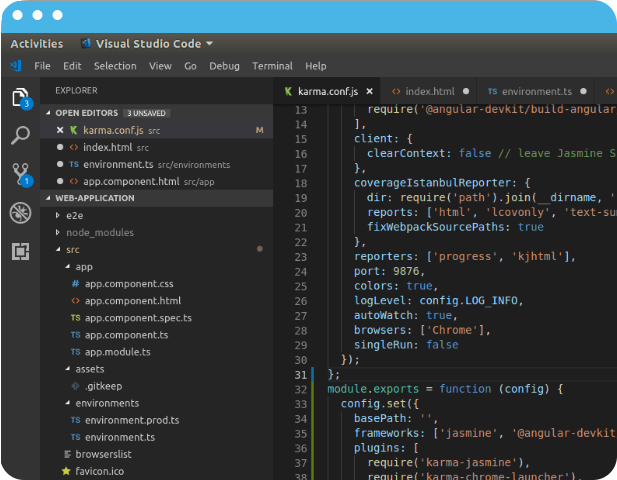 Activities Visual Studio Code
File Edit Selection View Go Debug Terminal Help
EXPLORER
OPEN EDITORS 3 UNSAVED
karma.conf.js src M
index.html src
environment.ts src/environments
app.component.html src/app
WEB-APPLICATION
e2e
node_modules
src
app
app.component.css
app.component.html
TS app.component.spec.ts
TS app.component.ts
TS app.module.ts
assets
.gitkeep
environments
TS environment.prod.ts
TS environment.ts
browserslist
favicon.ico
3
1
karma.conf.js index.html TS environment.ts
13 require('@angular-devkit/build-angular
14 ],
15 client: {
16 clearContext: false // leave Jasmine S
17 },
18 coverageIstanbulReporter: {
19 dir: require('path').join(__dirname, '
20 reports: ['html', 'lcovonly', 'text-sum
21 fixWebpackSourcePaths: true
22 },
23 reporters: ['progress', 'kjhtml'],
24 port: 9876,
25 colors: true,
26 logLevel: config.LOG_INFO,
27 autoWatch: true,
28 browsers: ['Chrome'],
29 singleRun: false
30 });
31 };
32 module.exports = function (config) {
33 config.set({
34 basePath: '',
35 frameworks: ['jasmine', '@angular-devkit
36 plugins: [
37 require('karma-jasmine'),
38 require('karma-chrome-launcher'),